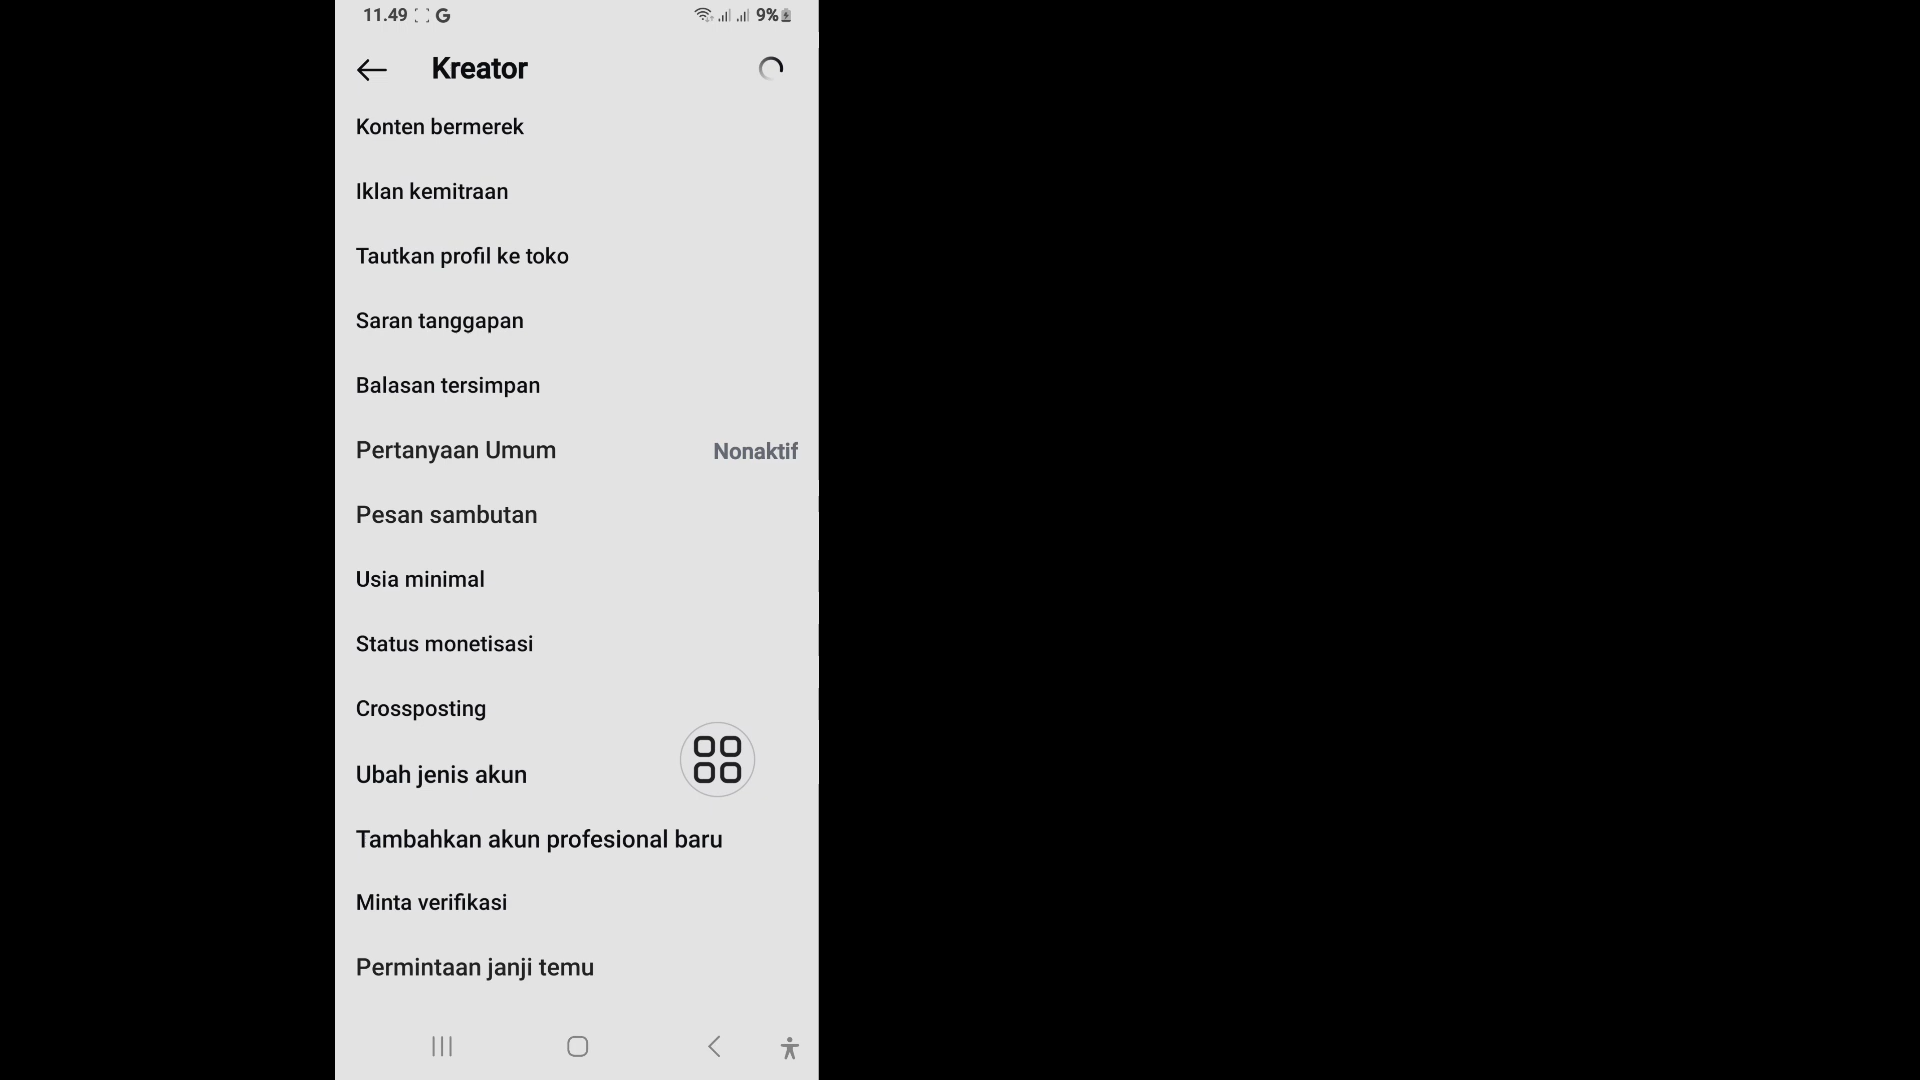 11.49 G 9%
Kreator
Konten bermerek
Iklan kemitraan
Tautkan profil ke toko
Saran tanggapan
Balasan tersimpan
Pertanyaan Umum Nonaktif
Pesan sambutan
Usia minimal
Status monetisasi
Crossposting
Ubah jenis akun
Tambahkan akun profesional baru
Minta verifikasi
Permintaan janji temu